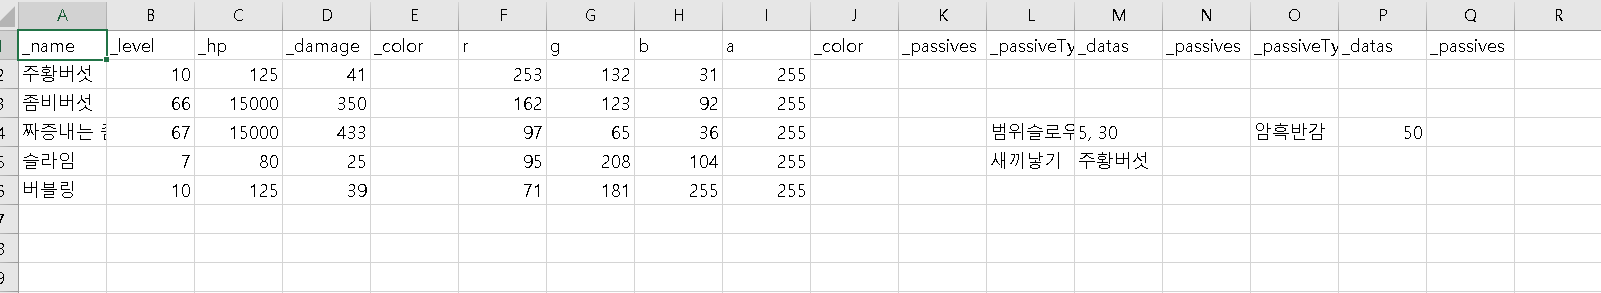 A B C D E F G H I J K L M N O P Q R
1 _name _level _hp _damage _color r g b a _color _passives _passiveTy _datas _passives _passiveTy _datas _passives
2 주황버섯 10 125 41 253 132 31 255
3 좀비버섯 66 15000 350 162 123 92 255
4 짜증내는 67 15000 433 97 65 36 255 범위슬로우 5, 30 암흑반감 50
5 슬라임 7 80 25 95 208 104 255 새끼낳기 주황버섯
6 버블링 10 125 39 71 181 255 255
7
8
9